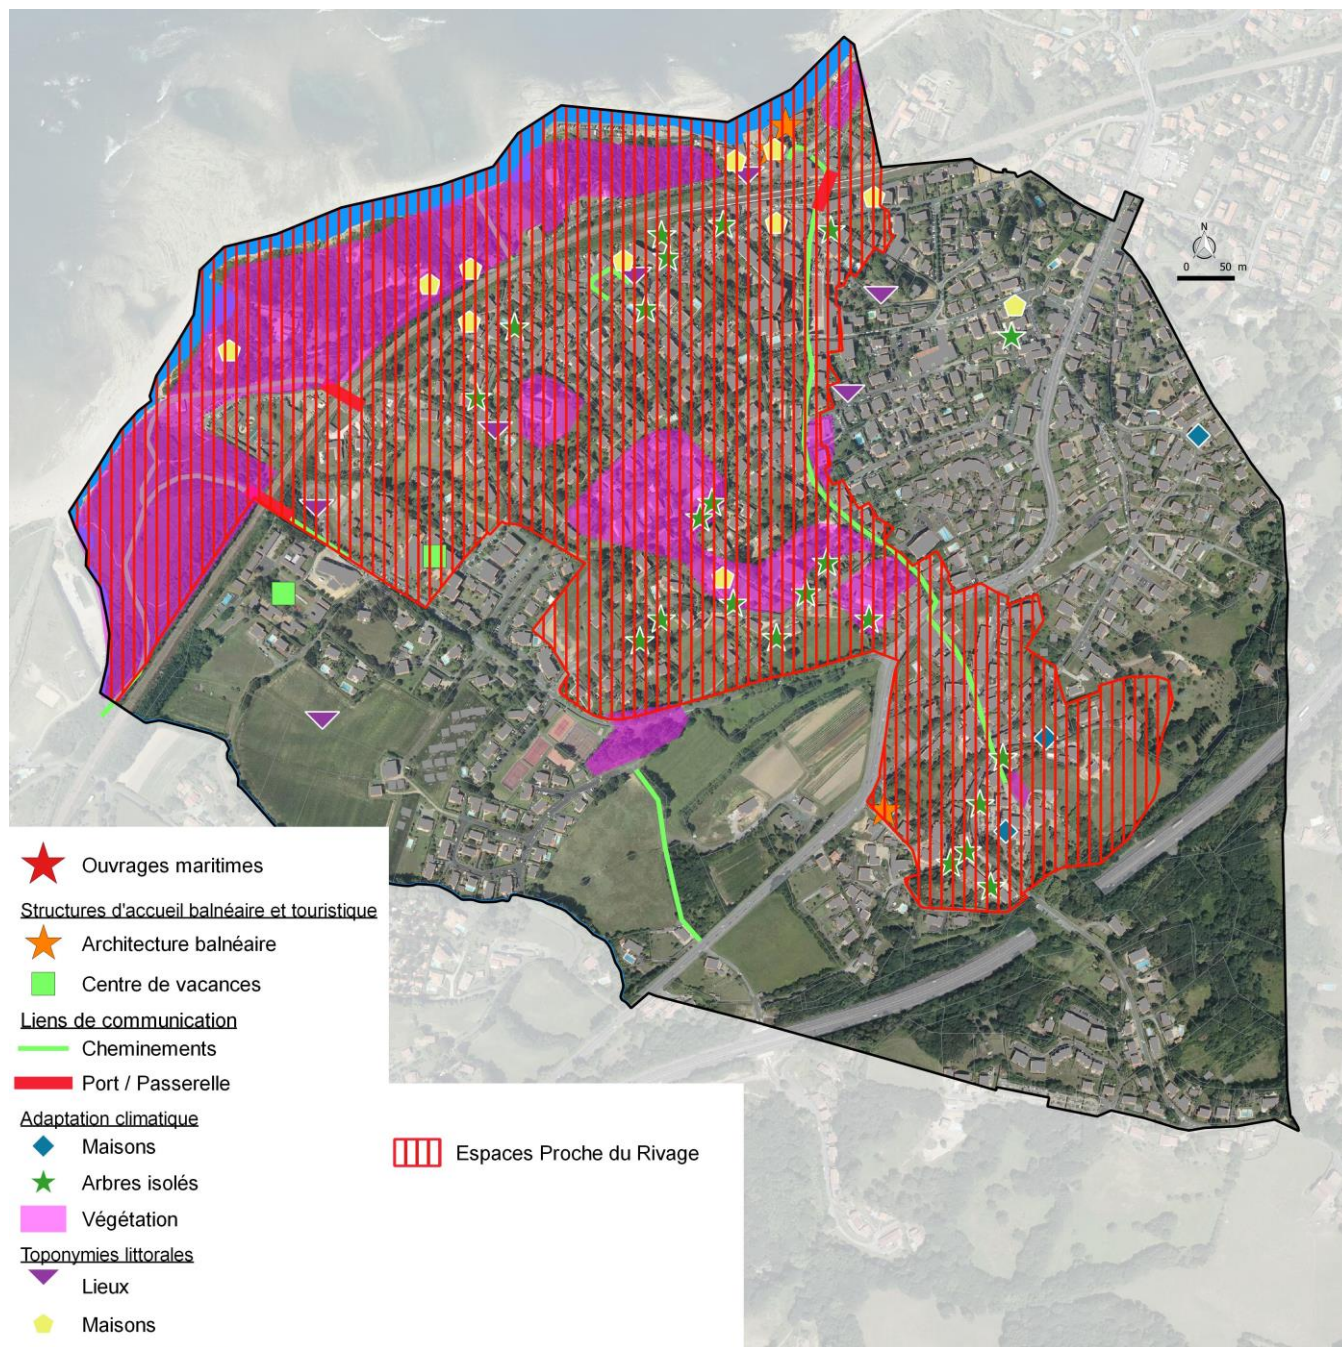 N
0 50 m
Ouvrages maritimes
Structures d'accueil balnéaire et touristique
Architecture balnéaire
Centre de vacances
Liens de communication
Cheminements
Port / Passerelle
Adaptation climatique
Maisons
Arbres isolés
Végétation
Toponymies littorales
Lieux
Maisons
Espaces Proche du Rivage